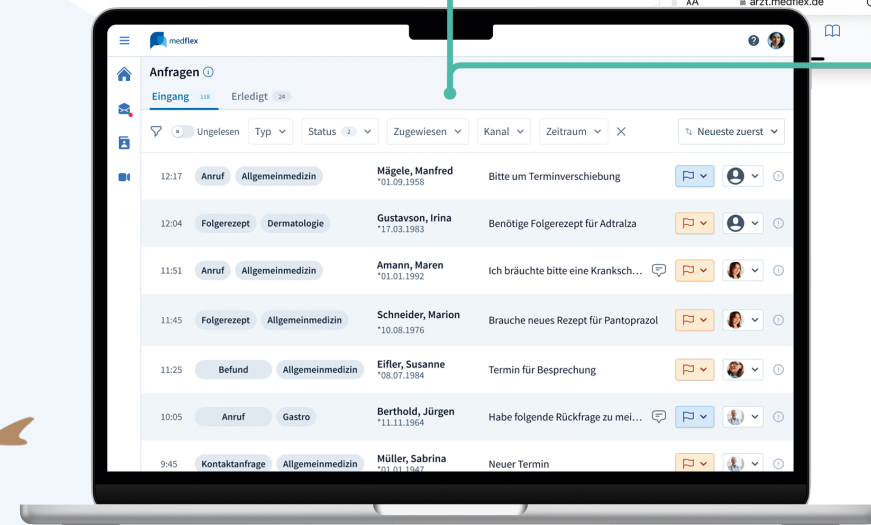 AA
arzt.medflex.de
medflex
Anfragen
Eingang 118 Erledigt 24
Ungelesen Typ Status 2 Zugewiesen Kanal Zeitraum Neueste zuerst
12:17 Anruf Allgemeinmedizin Mägele, Manfred Bitte um Terminverschiebung
*01.09.1958
12:04 Folgerezept Dermatologie Gustavson, Irina Benötige Folgerezept für Adtralza
*17.03.1983
11:51 Anruf Allgemeinmedizin Amann, Maren Ich bräuchte bitte eine Kranksch...
*01.01.1992
11:45 Folgerezept Allgemeinmedizin Schneider, Marion Brauche neues Rezept für Pantoprazol
*10.08.1976
11:25 Befund Allgemeinmedizin Eifler, Susanne Termin für Besprechung
*08.07.1984
10:05 Anruf Gastro Berthold, Jürgen Habe folgende Rückfrage zu mei...
*11.11.1964
9:45 Kontaktanfrage Allgemeinmedizin Müller, Sabrina Neuer Termin
*01.01.1947